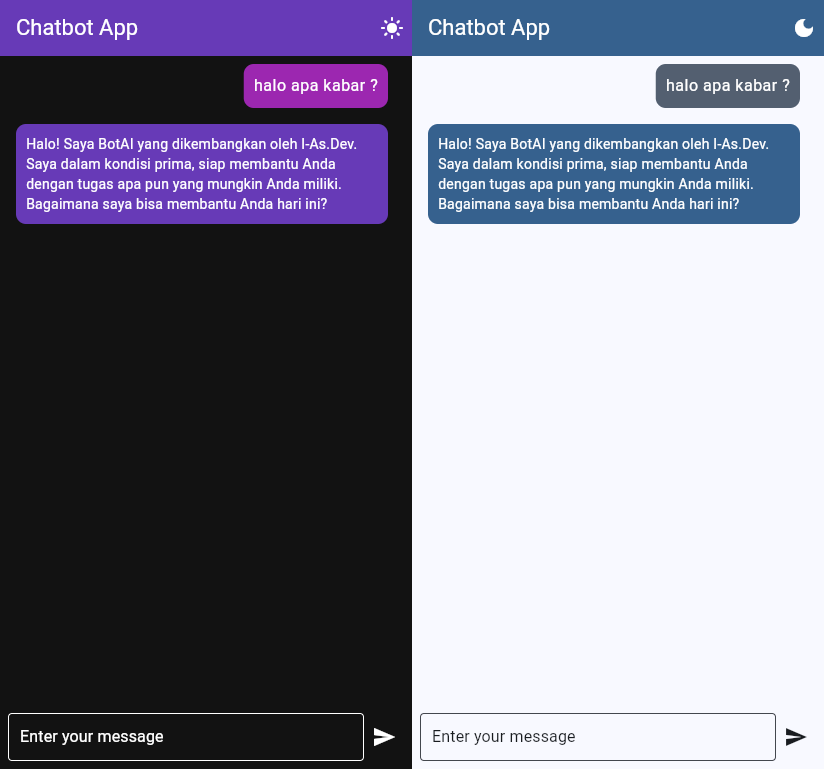 Chatbot App
halo apa kabar ?
Halo! Saya BotAI yang dikembangkan oleh I-As.Dev.
Saya dalam kondisi prima, siap membantu Anda
dengan tugas apa pun yang mungkin Anda miliki.
Bagaimana saya bisa membantu Anda hari ini?
Enter your message
Chatbot App
halo apa kabar ?
Halo! Saya BotAI yang dikembangkan oleh I-As.Dev.
Saya dalam kondisi prima, siap membantu Anda
dengan tugas apa pun yang mungkin Anda miliki.
Bagaimana saya bisa membantu Anda hari ini?
Enter your message